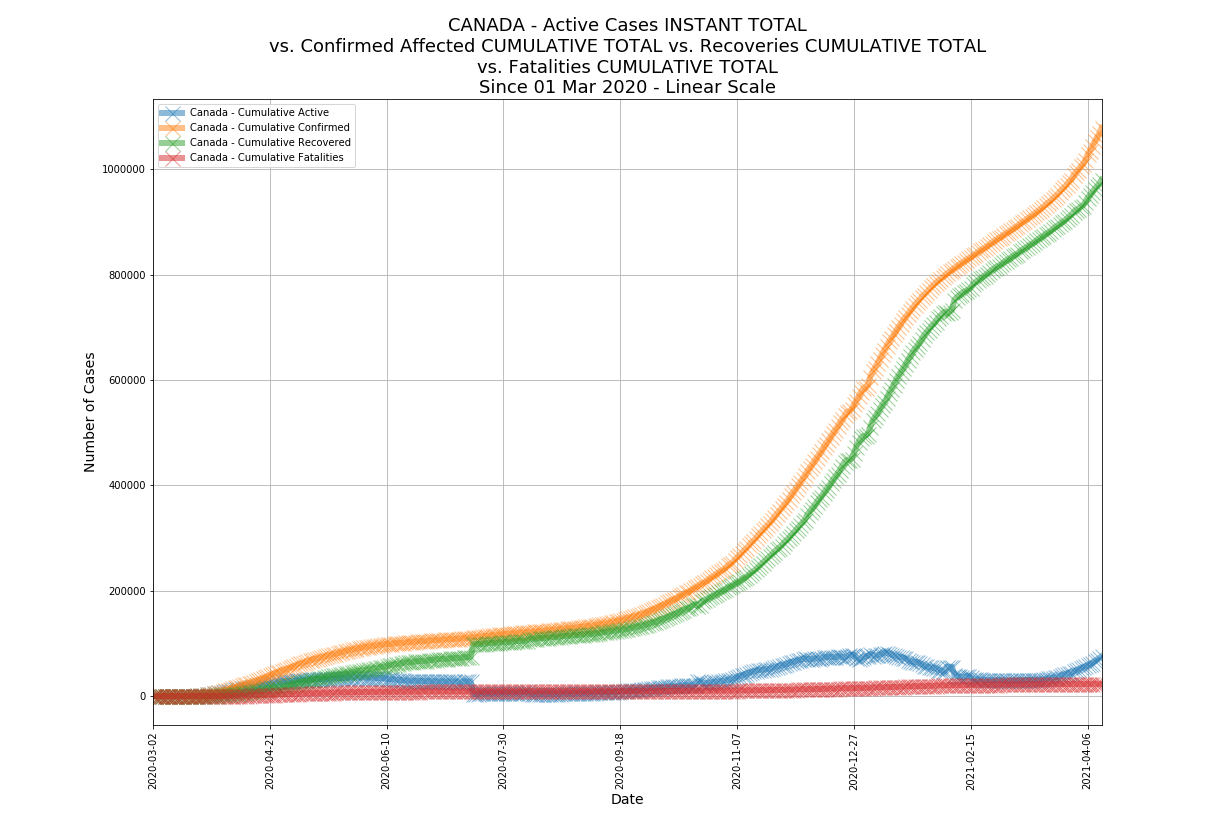 CANADA - Active Cases INSTANT TOTAL
vs. Confirmed Affected CUMULATIVE TOTAL vs. Recoveries CUMULATIVE TOTAL
vs. Fatalities CUMULATIVE TOTAL
Since 01 Mar 2020 - Linear Scale
Canada - Cumulative Active
Canada - Cumulative Confirmed
Canada - Cumulative Recovered
Canada - Cumulative Fatalities
Number of Cases
1000000
800000
600000
400000
200000
0
2020-03-02
2020-04-21
2020-06-10
2020-07-30
2020-09-18
2020-11-07
2020-12-27
2021-02-15
2021-04-06
Date